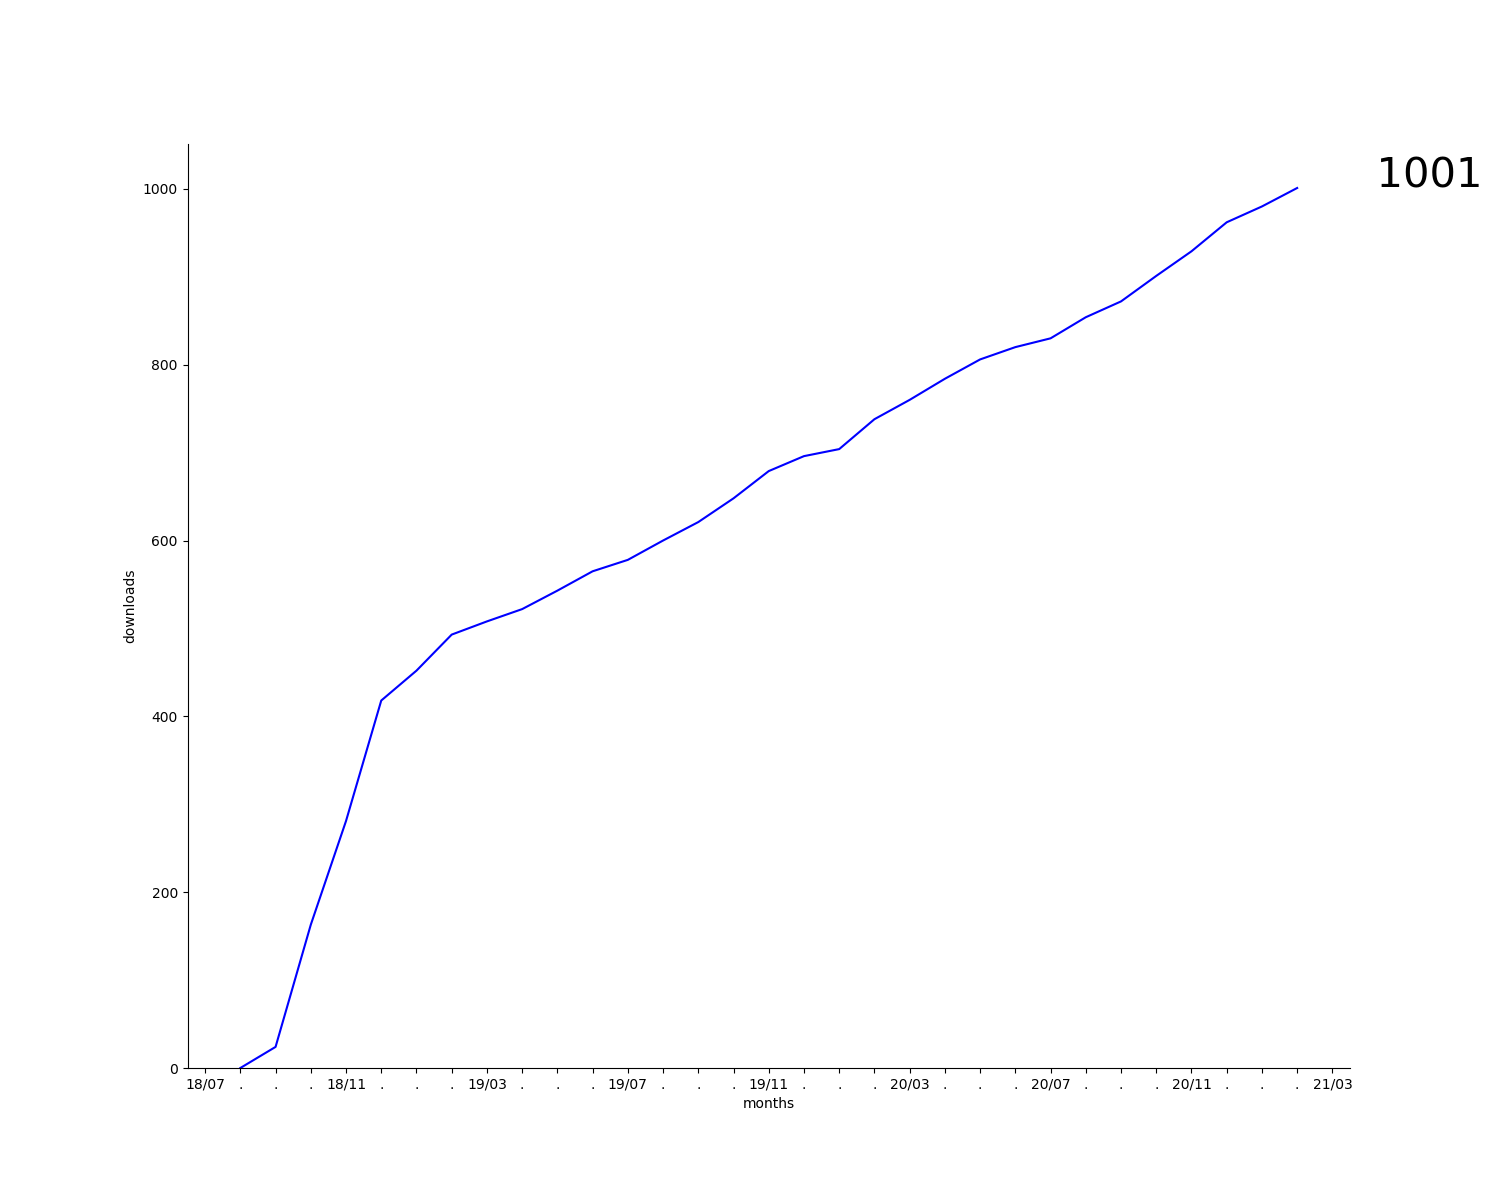 1001
1000
800
600
400
200
0
downloads
18/07 . . . 18/11 . . . 19/03 . . . 19/07 . . . 19/11 . . . 20/03 . . . 20/07 . . . 20/11 . . . 21/03
months